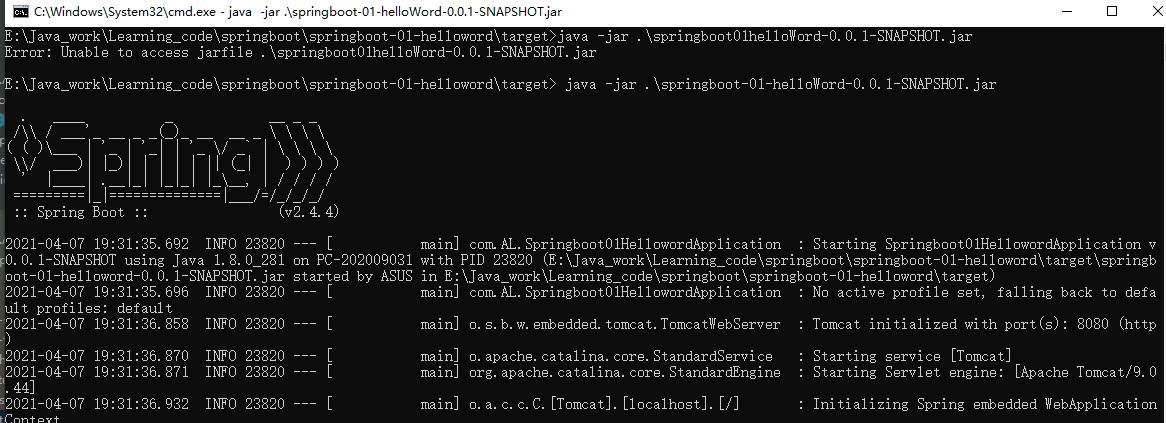 C:\Windows\System32\cmd.exe - java -jar .\springboot-01-helloWord-0.0.1-SNAPSHOT.jar
E:\Java_work\Learning_code\springboot\springboot-01-helloword\target>java -jar .\springboot01helloWord-0.0.1-SNAPSHOT.jar
Error: Unable to access jarfile .\springboot01helloWord-0.0.1-SNAPSHOT.jar
E:\Java_work\Learning_code\springboot\springboot-01-helloword\target> java -jar .\springboot-01-helloWord-0.0.1-SNAPSHOT.jar
Spring
:: Spring Boot :: (v2.4.4)
2021-04-07 19:31:35.692 INFO 23820 --- [ main] com.AL.Springboot01HellowordApplication : Starting Springboot01HellowordApplication v
0.0.1-SNAPSHOT using Java 1.8.0_281 on PC-202009031 with PID 23820 (E:\Java_work\Learning_code\springboot\springboot-01-helloword\target\springb
oot-01-helloword-0.0.1-SNAPSHOT.jar started by ASUS in E:\Java_work\Learning_code\springboot\springboot-01-helloword\target)
2021-04-07 19:31:35.696 INFO 23820 --- [ main] com.AL.Springboot01HellowordApplication : No active profile set, falling back to defa
ult profiles: default
2021-04-07 19:31:36.858 INFO 23820 --- [ main] o.s.b.w.embedded.tomcat.TomcatWebServer : Tomcat initialized with port(s): 8080 (http
)
2021-04-07 19:31:36.870 INFO 23820 --- [ main] o.apache.catalina.core.StandardService : Starting service [Tomcat]
2021-04-07 19:31:36.871 INFO 23820 --- [ main] org.apache.catalina.core.StandardEngine : Starting Servlet engine: [Apache Tomcat/9.0
.44]
2021-04-07 19:31:36.932 INFO 23820 --- [ main] o.a.c.c.C.[Tomcat].[localhost].[/] : Initializing Spring embedded WebApplication
Context